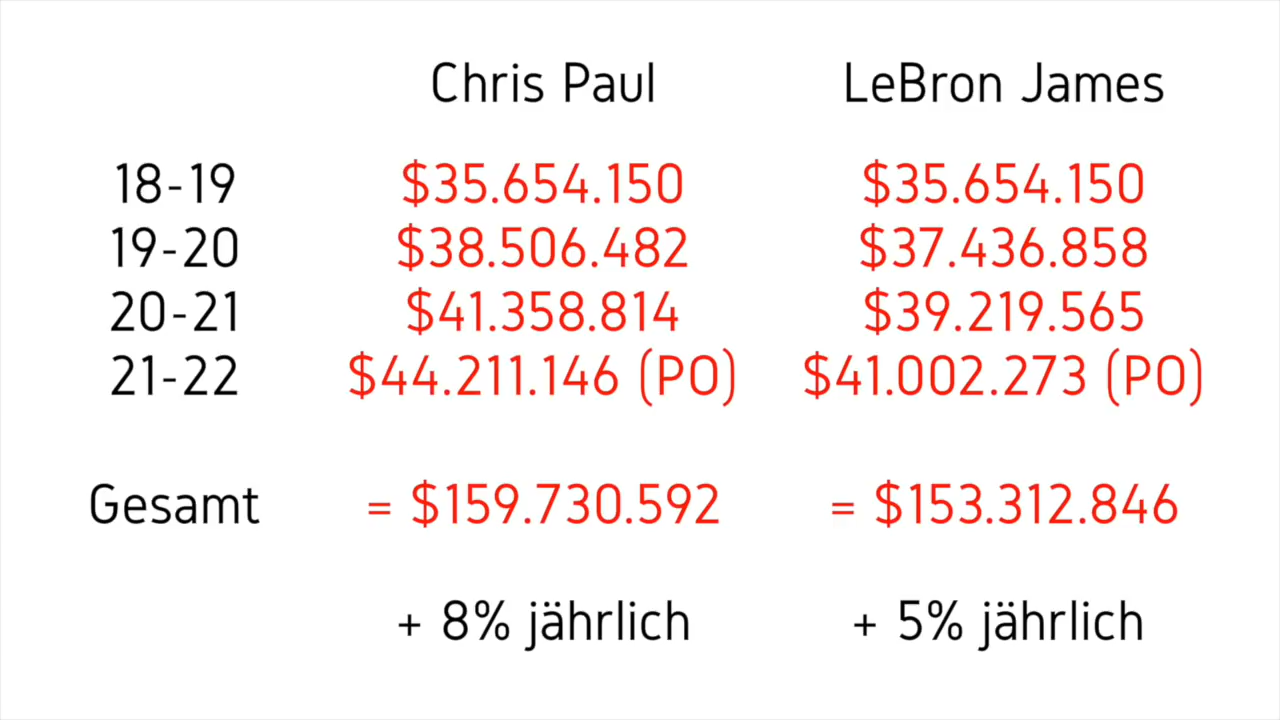 Chris Paul LeBron James
18-19 $35.654.150 $35.654.150
19-20 $38.506.482 $37.436.858
20-21 $41.358.814 $39.219.565
21-22 $44.211.146 (PO) $41.002.273 (PO)
Gesamt = $159.730.592 = $153.312.846
+ 8% jährlich + 5% jährlich